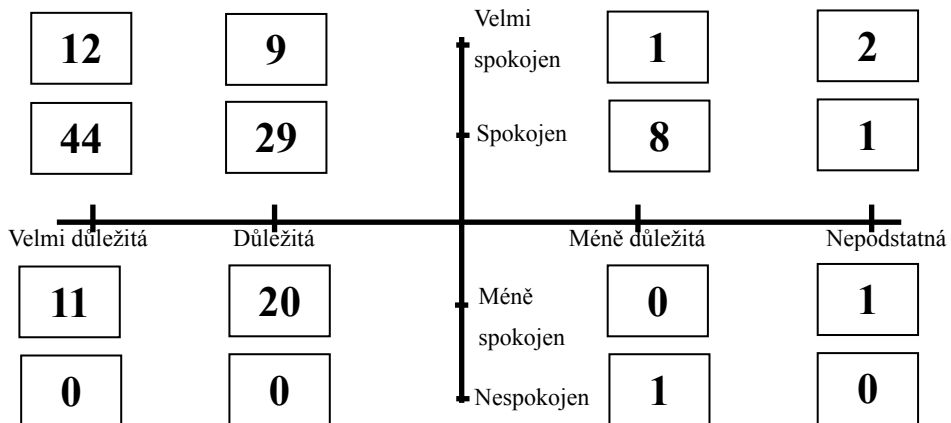 12 9 Velmi 1 2
spokojen
44 29 Spokojen 8 1
Velmi důležitá Důležitá Méně důležitá Nepodstatná
11 20 Méně 0 1
spokojen
0 0 Nespokojen 1 0